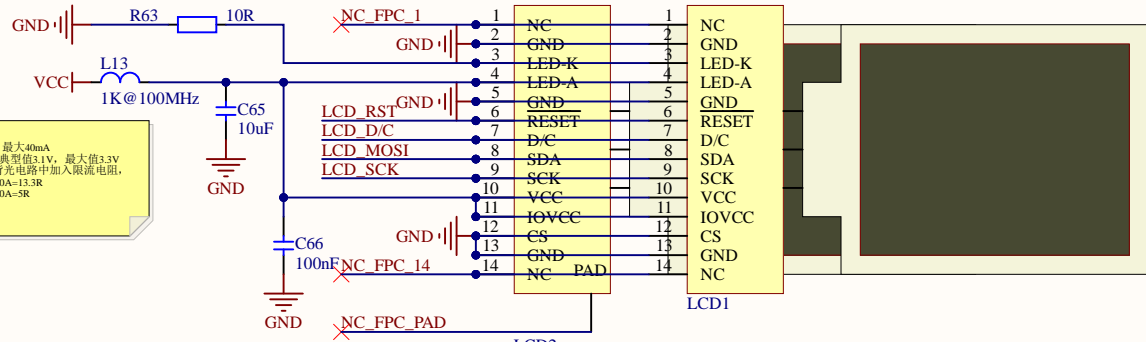 GND
R63
10R
VCC
L13
1K@100MHz
C65
10uF
GND
C66
100nF
GND
最大40mA
典型值3.1V，最大值3.3V
光电路中加入限流电阻，
0A=13.3R
0A=5R
NC_FPC_1
GND
GND
LCD_RST
LCD_D/C
LCD_MOSI
LCD_SCK
GND
NC_FPC_14
NC_FPC_PAD
1 NC
2 GND
3 LED-K
4 LED-A
5 GND
6 RESET
7 D/C
8 SDA
9 SCK
10 VCC
11 IOVCC
12 CS
13 GND
14 NC
PAD
1 NC
2 GND
3 LED-K
4 LED-A
5 GND
6 RESET
7 D/C
8 SDA
9 SCK
10 VCC
11 IOVCC
12 CS
13 GND
14 NC
LCD1